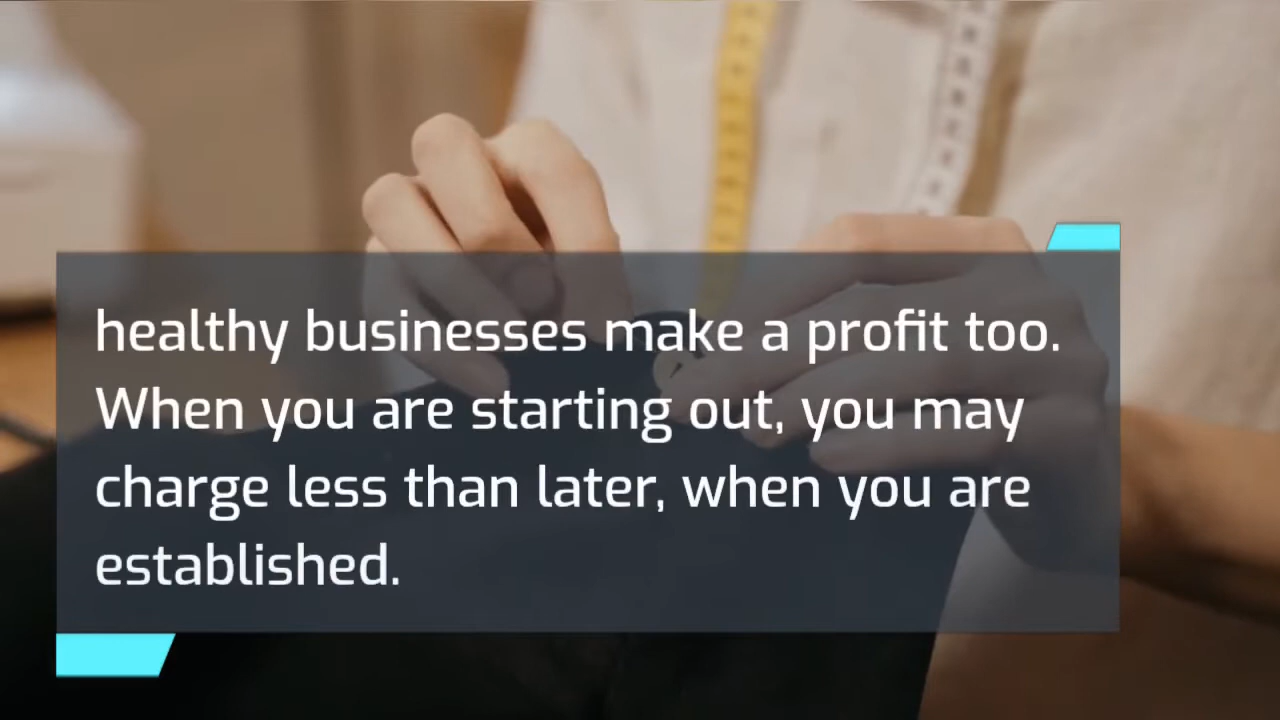 healthy businesses make a profit too.
When you are starting out, you may
charge less than later, when you are
established.